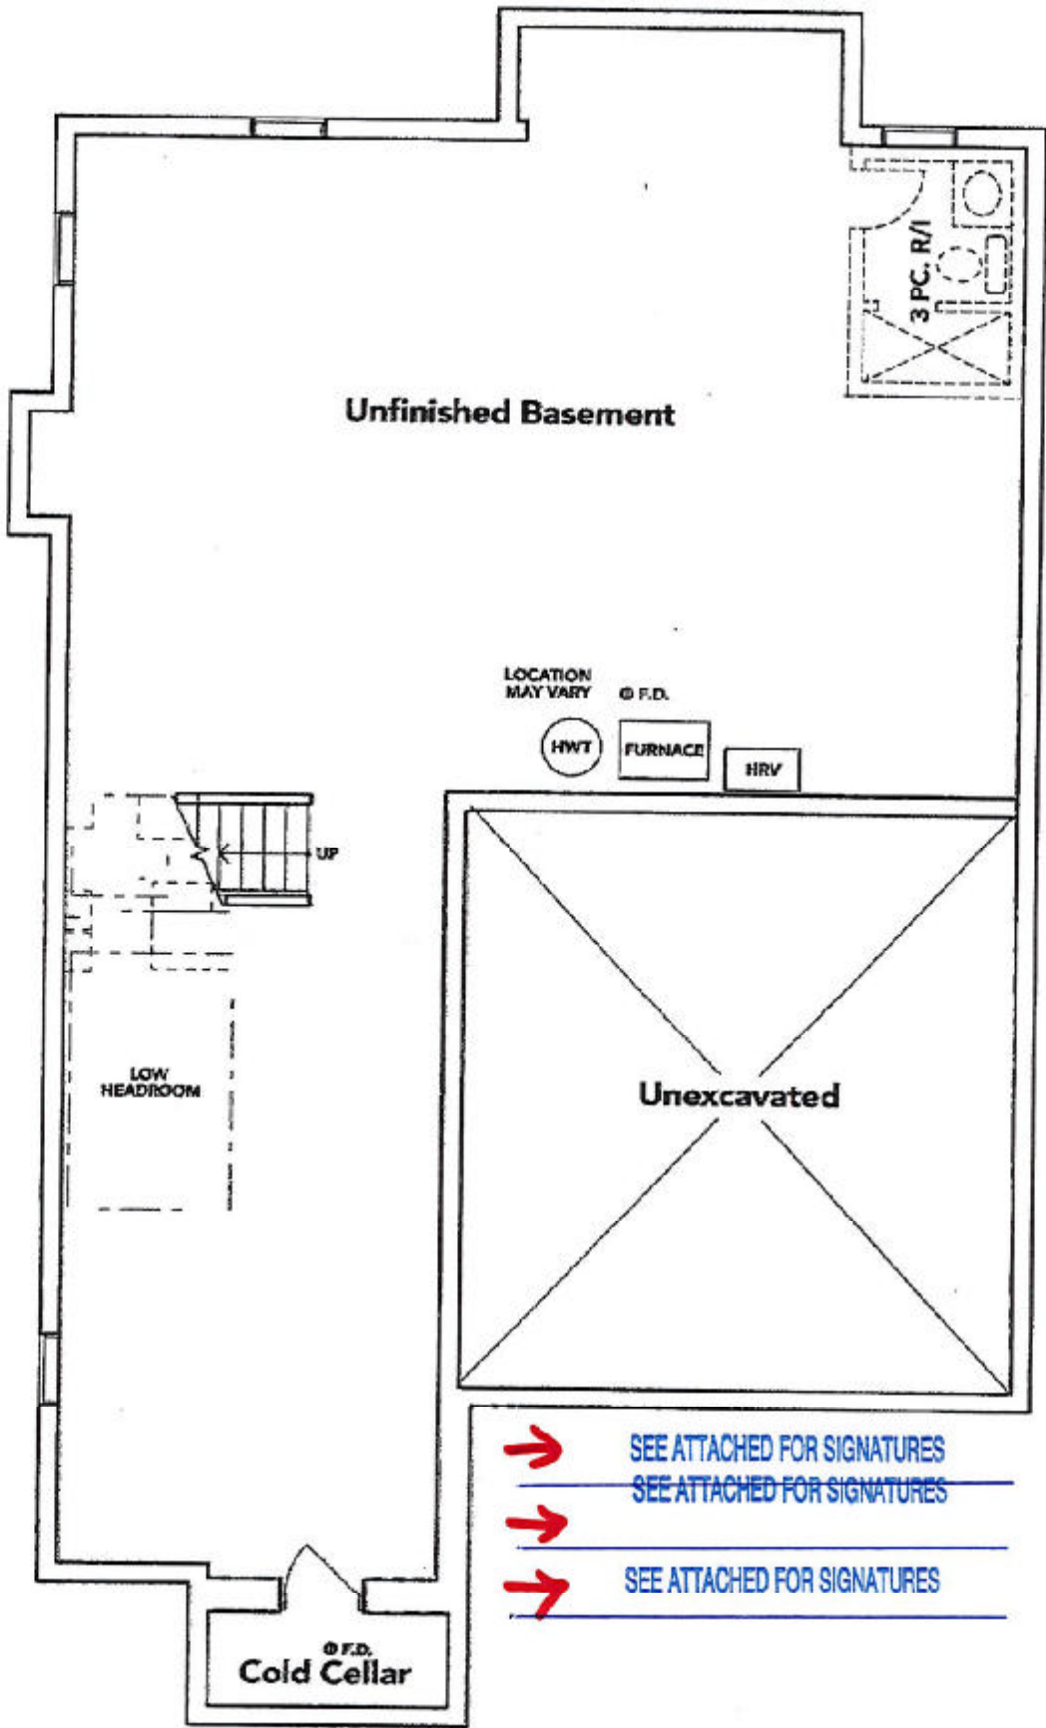 3 PC. R/I
Unfinished Basement
LOCATION
MAY VARY
F.D.
HWT
FURNACE
HRV
UP
LOW
HEADROOM
Unexcavated
SEE ATTACHED FOR SIGNATURES
SEE ATTACHED FOR SIGNATURES
SEE ATTACHED FOR SIGNATURES
F.D.
Cold Cellar